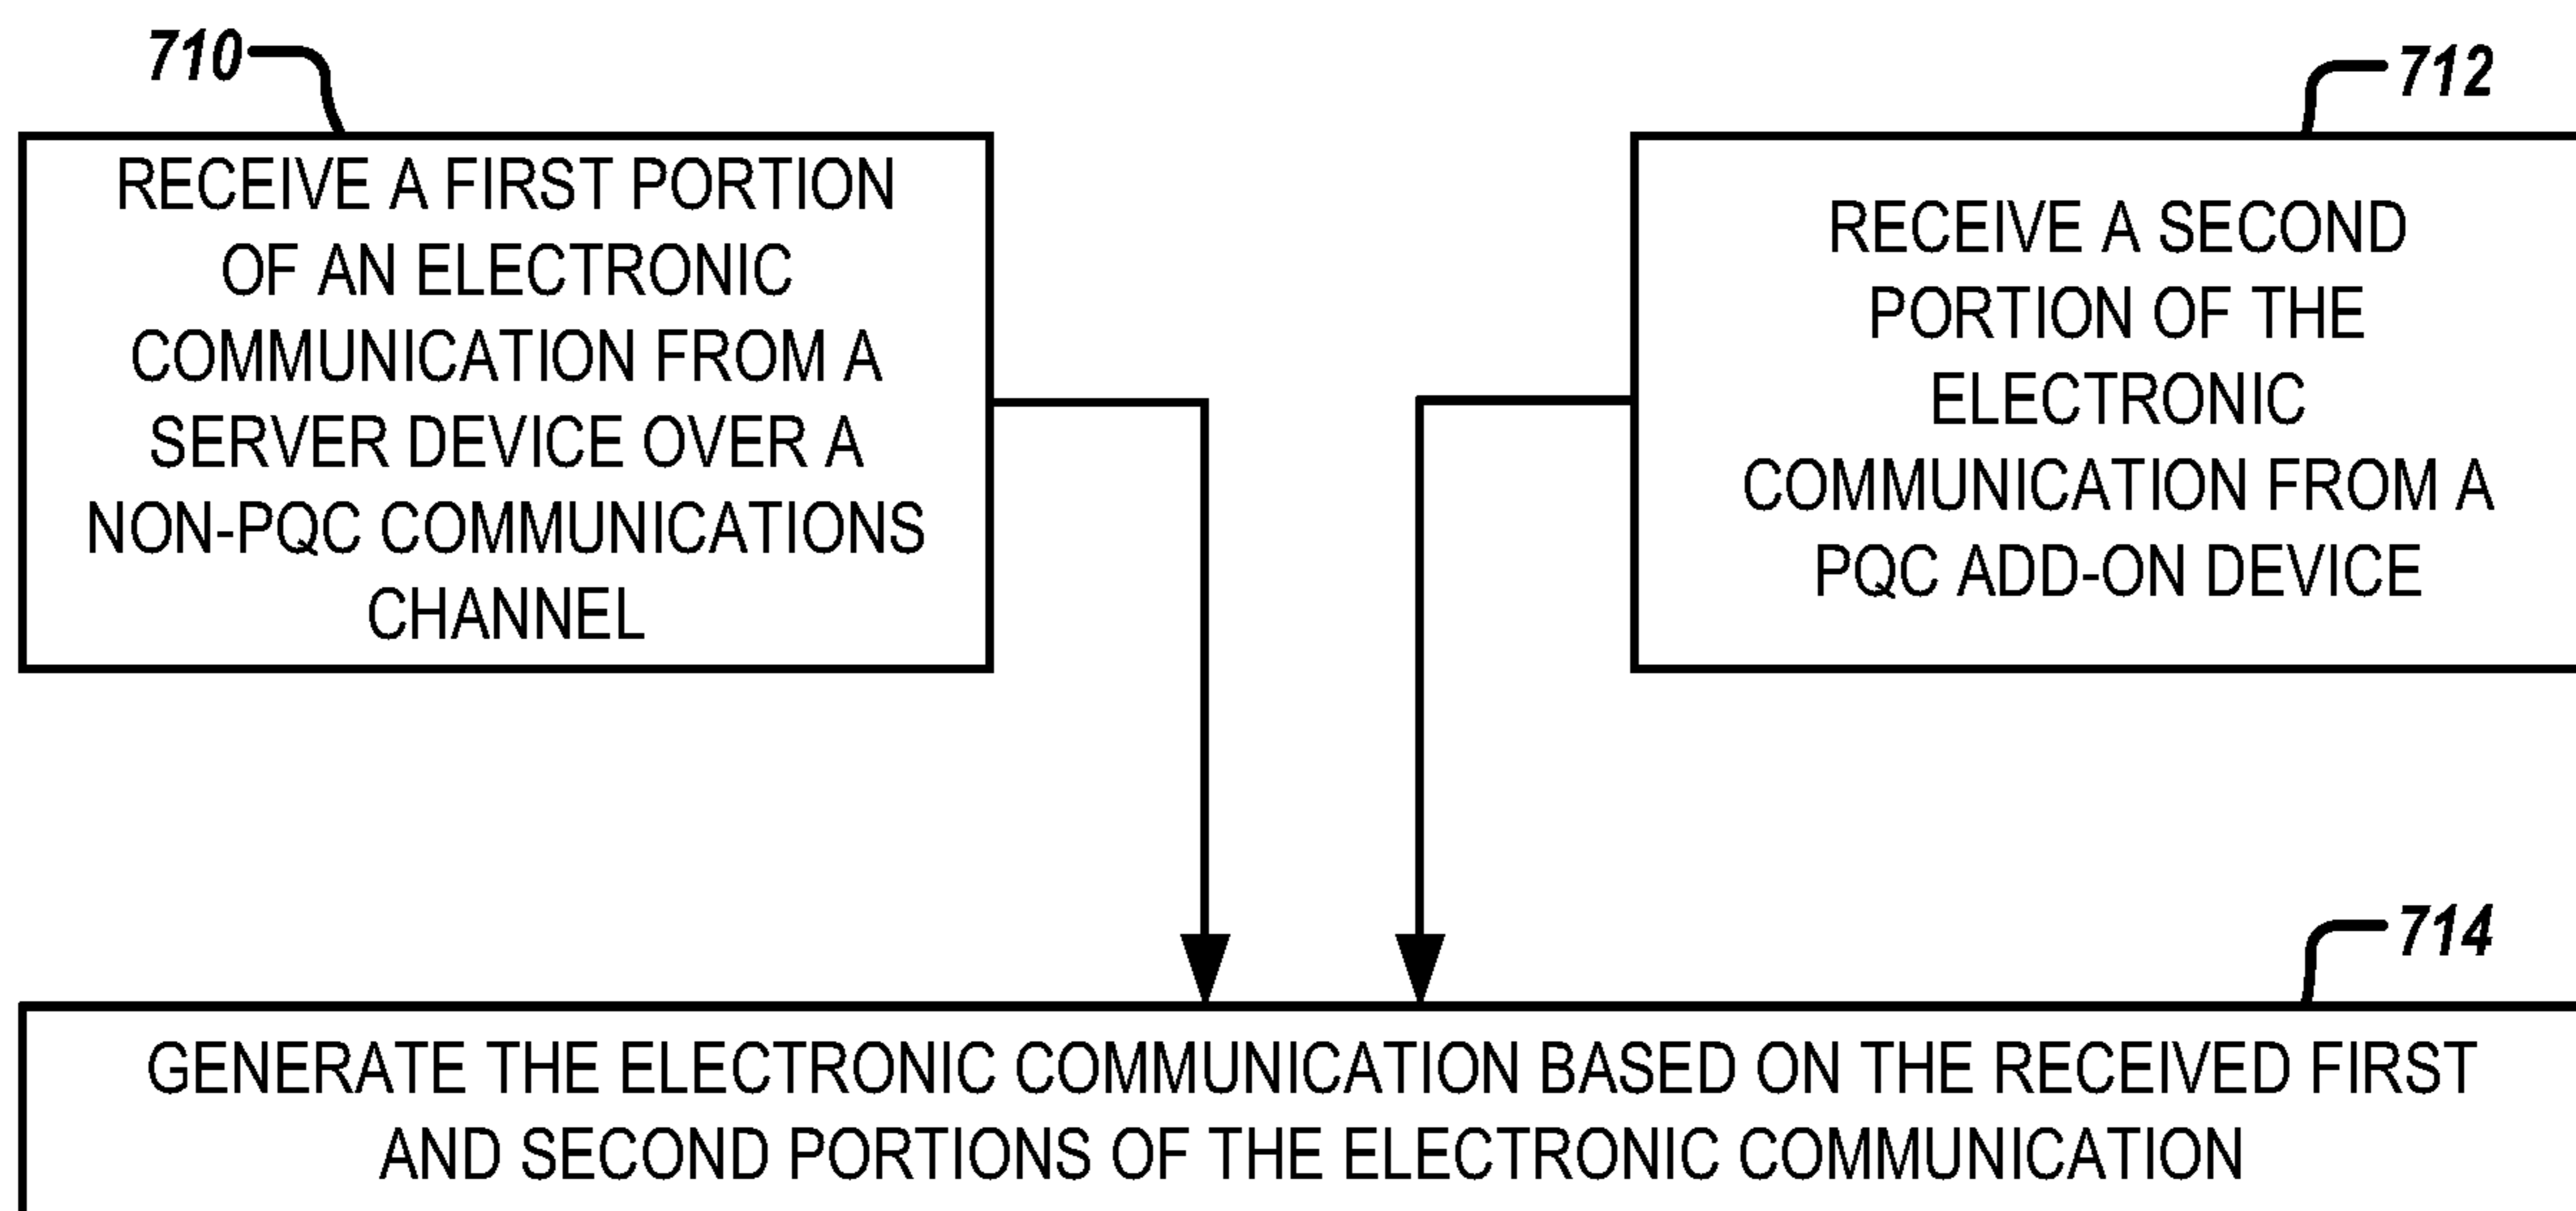 710
RECEIVE A FIRST PORTION
OF AN ELECTRONIC
COMMUNICATION FROM A
SERVER DEVICE OVER A
NON-PQC COMMUNICATIONS
CHANNEL
712
RECEIVE A SECOND
PORTION OF THE
ELECTRONIC
COMMUNICATION FROM A
PQC ADD-ON DEVICE
714
GENERATE THE ELECTRONIC COMMUNICATION BASED ON THE RECEIVED FIRST
AND SECOND PORTIONS OF THE ELECTRONIC COMMUNICATION